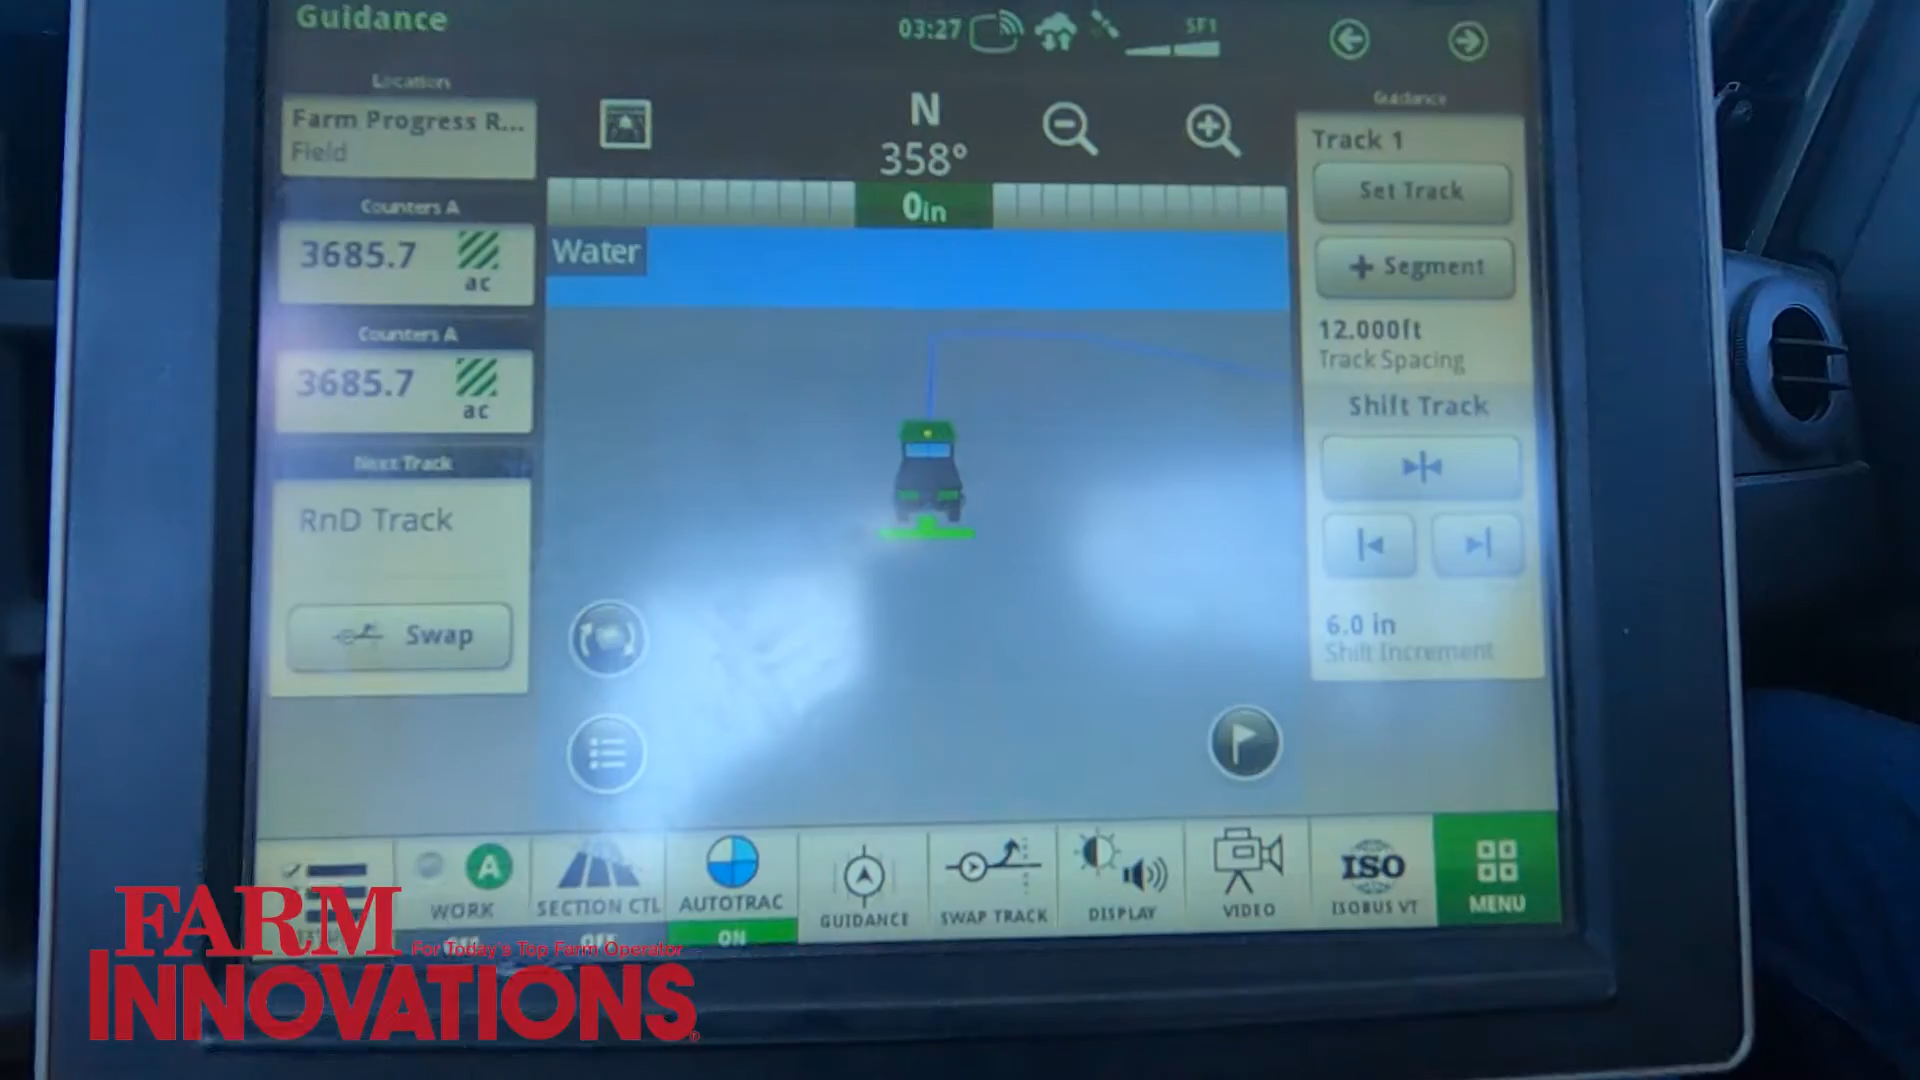 Guidance
03:27
SF1
Location
Farm Progress R...
Field
Counters A
3685.7
ac
Counters A
3685.7
ac
Next Track
RnD Track
Swap
N
358°
0in
Water
Guidance
Track 1
Set Track
+ Segment
12.000ft
Track Spacing
Shift Track
6.0 in
Shift Increment
A
WORK
SECTION CTL
OFF
AUTOTRAC
ON
GUIDANCE
SWAP TRACK
DISPLAY
VIDEO
ISO
ISOBUS VT
MENU
FARM
For Today's Top Farm Operator
INNOVATIONS®